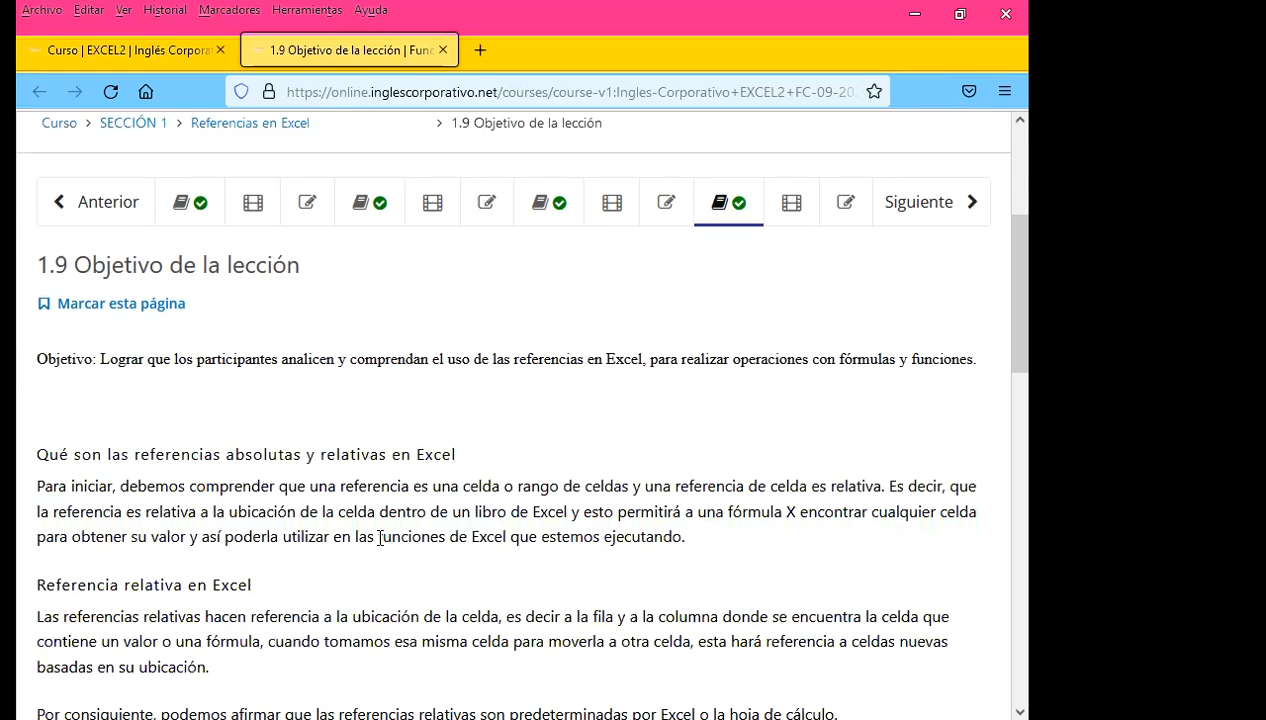 Archivo Editar Ver Historial Marcadores Herramientas Ayuda
Curso | EXCEL2 | Inglés Corpora
1.9 Objetivo de la lección | Func
https://online.inglescorporativo.net/courses/course-v1:Ingles-Corporativo+EXCEL2+FC-09-20
Curso > SECCIÓN 1 > Referencias en Excel > 1.9 Objetivo de la lección
Anterior
Siguiente
1.9 Objetivo de la lección
Marcar esta página
Objetivo: Lograr que los participantes analicen y comprendan el uso de las referencias en Excel, para realizar operaciones con fórmulas y funciones.
Qué son las referencias absolutas y relativas en Excel
Para iniciar, debemos comprender que una referencia es una celda o rango de celdas y una referencia de celda es relativa. Es decir, que
la referencia es relativa a la ubicación de la celda dentro de un libro de Excel y esto permitirá a una fórmula X encontrar cualquier celda
para obtener su valor y así poderla utilizar en las funciones de Excel que estemos ejecutando.
Referencia relativa en Excel
Las referencias relativas hacen referencia a la ubicación de la celda, es decir a la fila y a la columna donde se encuentra la celda que
contiene un valor o una fórmula, cuando tomamos esa misma celda para moverla a otra celda, esta hará referencia a celdas nuevas
basadas en su ubicación.
Por consiguiente, podemos afirmar que las referencias relativas son predeterminadas por Excel o la hoja de cálculo.